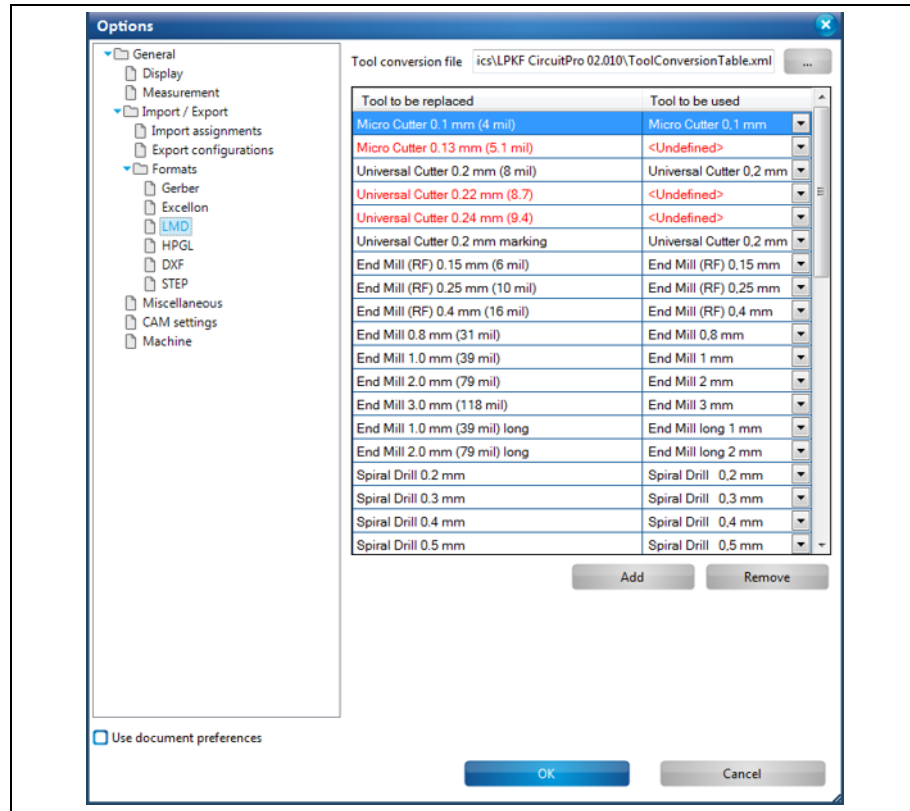 Options
General
Display
Measurement
Import / Export
Import assignments
Export configurations
Formats
Gerber
Excellon
LMD
HPGL
DXF
STEP
Miscellaneous
CAM settings
Machine
Tool conversion file ics\LPKF CircuitPro 02.010\ToolConversionTable.xml ...
Tool to be replaced Tool to be used
Micro Cutter 0.1 mm (4 mil) Micro Cutter 0,1 mm
Micro Cutter 0.13 mm (5.1 mil) <Undefined>
Universal Cutter 0.2 mm (8 mil) Universal Cutter 0,2 mm
Universal Cutter 0.22 mm (8.7) <Undefined>
Universal Cutter 0.24 mm (9.4) <Undefined>
Universal Cutter 0.2 mm marking Universal Cutter 0,2 mm
End Mill (RF) 0.15 mm (6 mil) End Mill (RF) 0,15 mm
End Mill (RF) 0.25 mm (10 mil) End Mill (RF) 0,25 mm
End Mill (RF) 0.4 mm (16 mil) End Mill (RF) 0,4 mm
End Mill 0.8 mm (31 mil) End Mill 0,8 mm
End Mill 1.0 mm (39 mil) End Mill 1 mm
End Mill 2.0 mm (79 mil) End Mill 2 mm
End Mill 3.0 mm (118 mil) End Mill 3 mm
End Mill 1.0 mm (39 mil) long End Mill long 1 mm
End Mill 2.0 mm (79 mil) long End Mill long 2 mm
Spiral Drill 0.2 mm Spiral Drill 0,2 mm
Spiral Drill 0.3 mm Spiral Drill 0,3 mm
Spiral Drill 0.4 mm Spiral Drill 0,4 mm
Spiral Drill 0.5 mm Spiral Drill 0,5 mm
Add Remove
Use document preferences
OK Cancel